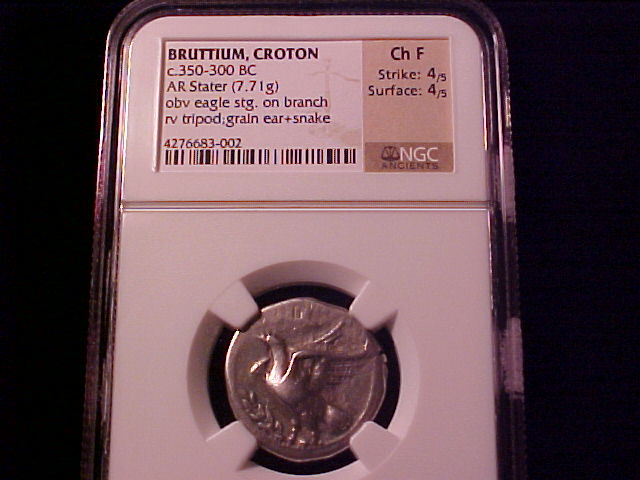 BRUTTIUM, CROTON
c.350-300 BC
AR Stater (7.71g)
obv eagle stg. on branch
rv tripod;grain ear+snake
4276683-002
Ch F
Strike: 4/5
Surface: 4/5
NGC
ANCIENTS